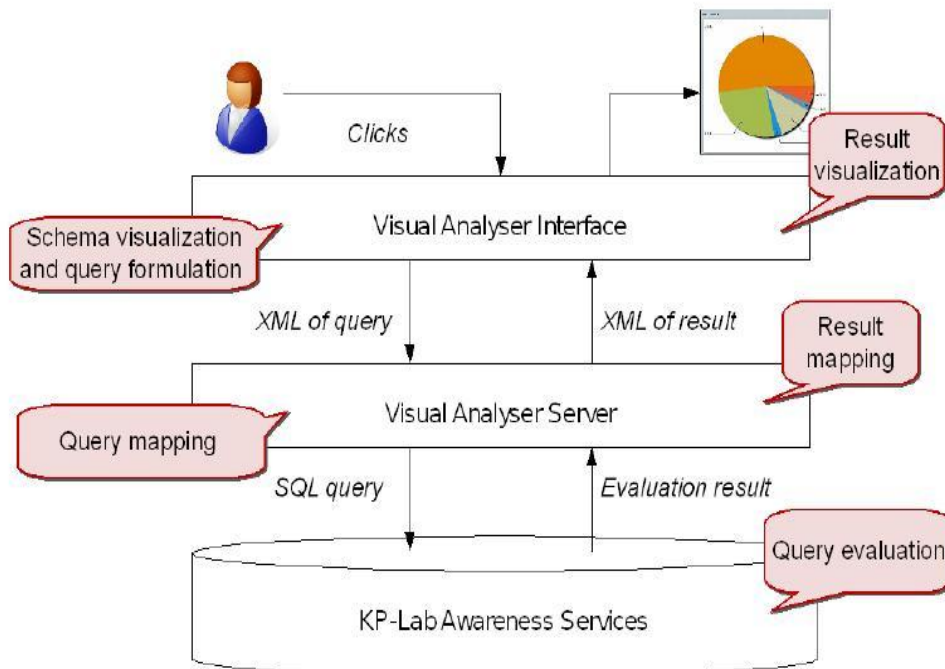 Clicks
Result
visualization
Visual Analyser Interface
Schema visualization
and query formulation
XML of query
XML of result
Result
mapping
Visual Analyser Server
Query mapping
SQL query
Evaluation result
Query evaluation
KP-Lab Awareness Services